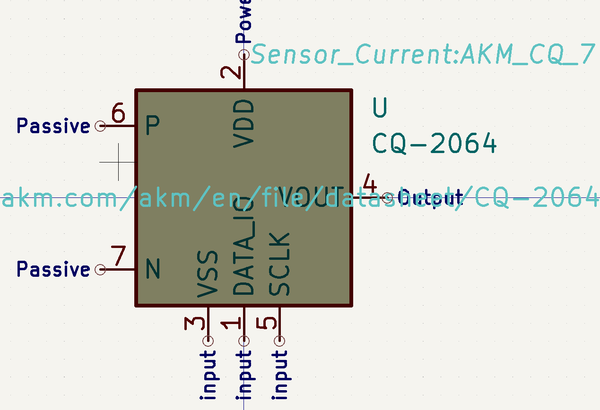 Powe
Sensor_Current:AKM_CQ_7
2
U
6
Passive
P
VDD
CQ-2064
4
akm.com/akm/en/file/datasheet/CQ-2064
VOUT
Output
7
Passive
N
VSS
DATA_IO
SCLK
3
1
5
input
input
input